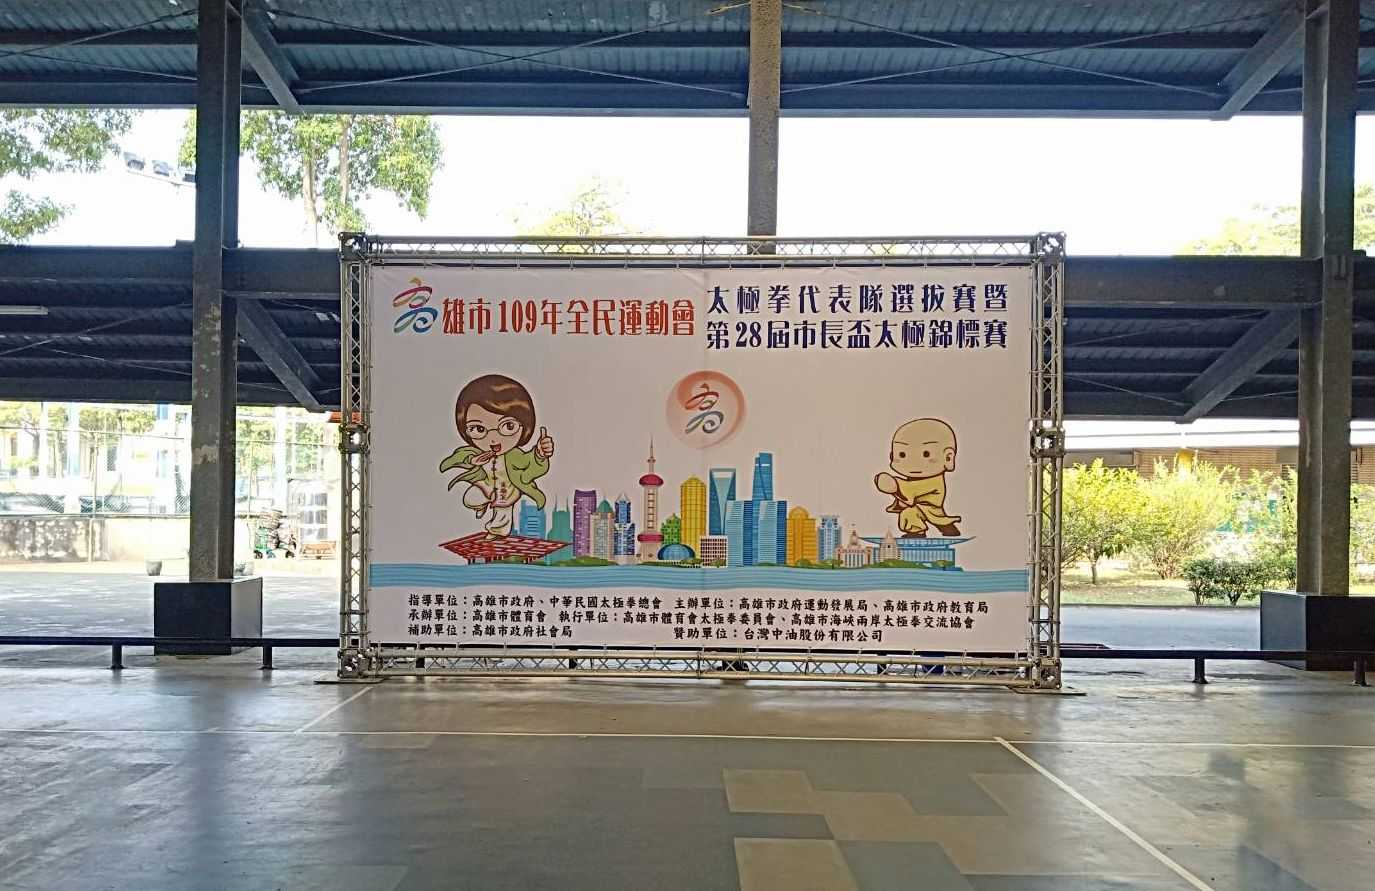 高雄市109年全民運動會
太極拳代表隊選拔賽暨
第28屆市長盃太極錦標賽
高
指導單位：高雄市政府、中華民國太極拳總會 主辦單位：高雄市政府運動發展局、高雄市政府教育局
承辦單位：高雄市體育會 執行單位：高雄市體育會太極拳委員會、高雄市海峽兩岸太極拳交流協會
補助單位：高雄市政府社會局 贊助單位：台灣中油股份有限公司